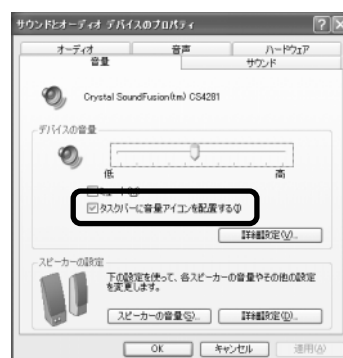 サウンドとオーディオ デバイスのプロパティ
オーディオ 音声 ハードウェア
音量 サウンド
Crystal SoundFusion(tm) CS4281
デバイスの音量
低 高
タスクバーに音量アイコンを配置する(I)
詳細設定(V)...
スピーカーの設定
下の設定を使って、各スピーカーの音量やその他の設定
を変更します。
スピーカーの音量(S)... 詳細設定(D)...
OK キャンセル 適用(A)